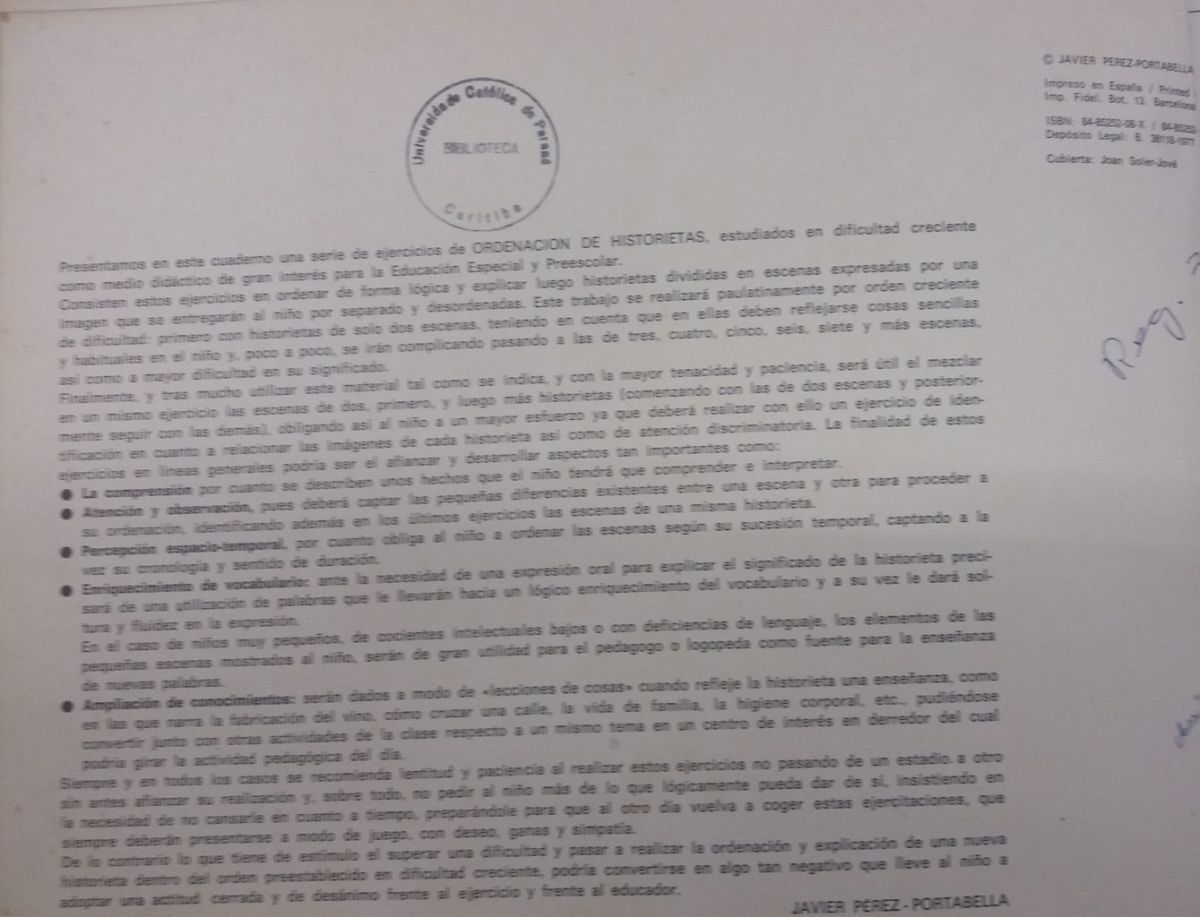 Universidade Católica do Paraná
BIBLIOTECA
Curitiba
© JAVIER PEREZ-PORTABELLA
Impreso en España / Printed
Imp. Fidel. Bot, 13. Barcelona
ISBN: 84-85252-08-X / 84-85252
Depósito Legal: B. 38118-1977
Cubierta: Joan Soler-Jové
Reg.
Presentamos en este cuaderno una serie de ejercicios de ORDENACION DE HISTORIETAS, estudiados en dificultad creciente
como medio didáctico de gran interés para la Educación Especial y Preescolar.
Consisten estos ejercicios en ordenar de forma lógica y explicar luego historietas divididas en escenas expresadas por una
imagen que se entregarán al niño por separado y desordenadas. Este trabajo se realizará paulatinamente por orden creciente
de dificultad: primero con historietas de solo dos escenas, teniendo en cuenta que en ellas deben reflejarse cosas sencillas
y habituales en el niño y, poco a poco, se irán complicando pasando a las de tres, cuatro, cinco, seis, siete y más escenas,
así como a mayor dificultad en su significado.
Finalmente, y tras mucho utilizar este material tal como se indica, y con la mayor tenacidad y paciencia, será útil el mezclar
en un mismo ejercicio las escenas de dos, primero, y luego más historietas (comenzando con las de dos escenas y posterior-
mente seguir con las demás), obligando así al niño a un mayor esfuerzo ya que deberá realizar con ello un ejercicio de iden-
tificación en cuanto a relacionar las imágenes de cada historieta así como de atención discriminatoria. La finalidad de estos
ejercicios en líneas generales podría ser el afianzar y desarrollar aspectos tan importantes como:
● La comprensión por cuanto se describen unos hechos que el niño tendrá que comprender e interpretar.
● Atención y observación, pues deberá captar las pequeñas diferencias existentes entre una escena y otra para proceder a
su ordenación, identificando además en los últimos ejercicios las escenas de una misma historieta.
● Percepción espacio-temporal, por cuanto obliga al niño a ordenar las escenas según su sucesión temporal, captando a la
vez su cronología y sentido de duración.
● Enriquecimiento de vocabulario: ante la necesidad de una expresión oral para explicar el significado de la historieta preci-
sará de una utilización de palabras que le llevarán hacia un lógico enriquecimiento del vocabulario y a su vez le dará sol-
tura y fluidez en la expresión.
En el caso de niños muy pequeños, de cocientes intelectuales bajos o con deficiencias de lenguaje, los elementos de las
pequeñas escenas mostrados al niño, serán de gran utilidad para el pedagogo o logopeda como fuente para la enseñanza
de nuevas palabras.
● Ampliación de conocimientos: serán dados a modo de «lecciones de cosas» cuando refleje la historieta una enseñanza, como
en las que narra la fabricación del vino, cómo cruzar una calle, la vida de familia, la higiene corporal, etc., pudiéndose
convertir junto con otras actividades de la clase respecto a un mismo tema en un centro de interés en derredor del cual
podría girar la actividad pedagógica del día.
Siempre y en todos los casos se recomienda lentitud y paciencia al realizar estos ejercicios no pasando de un estadio a otro
sin antes afianzar su realización y, sobre todo, no pedir al niño más de lo que lógicamente pueda dar de sí, insistiendo en
la necesidad de no cansarle en cuanto a tiempo, preparándole para que al otro día vuelva a coger estas ejercitaciones, que
siempre deberán presentarse a modo de juego, con deseo, ganas y simpatía.
De lo contrario lo que tiene de estímulo el superar una dificultad y pasar a realizar la ordenación y explicación de una nueva
historieta dentro del orden preestablecido en dificultad creciente, podría convertirse en algo tan negativo que lleve al niño a
adoptar una actitud cerrada y de desánimo frente al ejercicio y frente al educador.
JAVIER PÉREZ - PORTABELLA